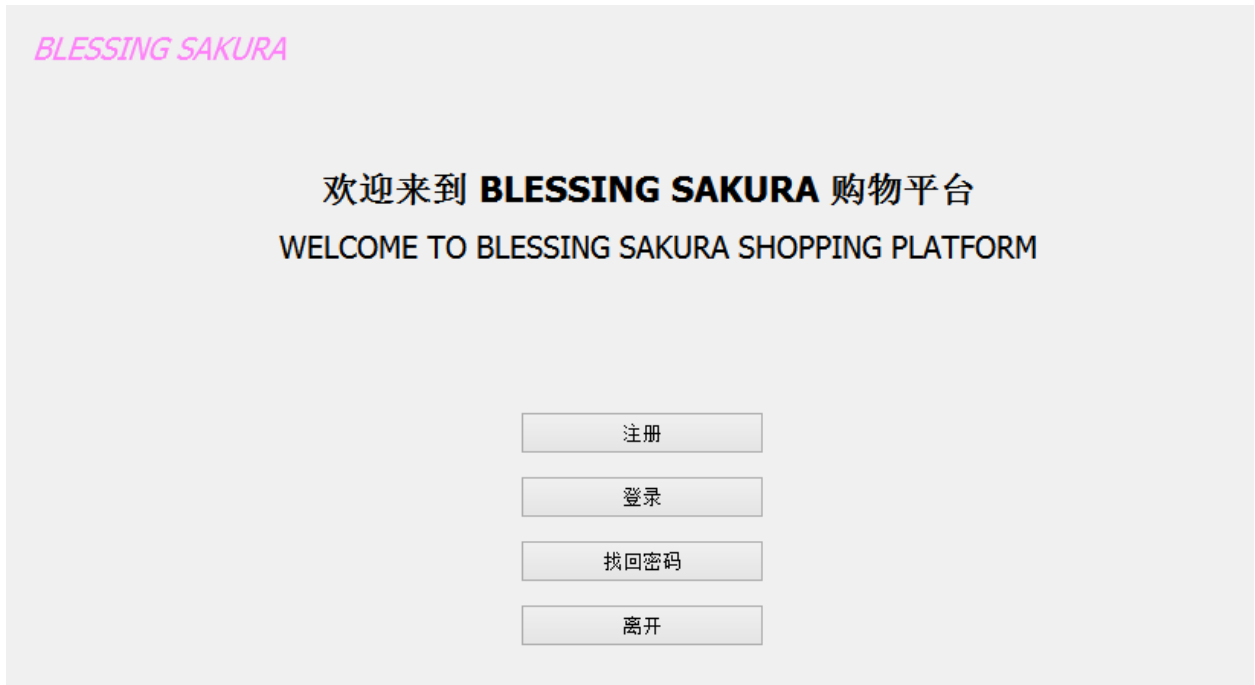 BLESSING SAKURA
欢迎来到 BLESSING SAKURA 购物平台
WELCOME TO BLESSING SAKURA SHOPPING PLATFORM
注册
登录
找回密码
离开